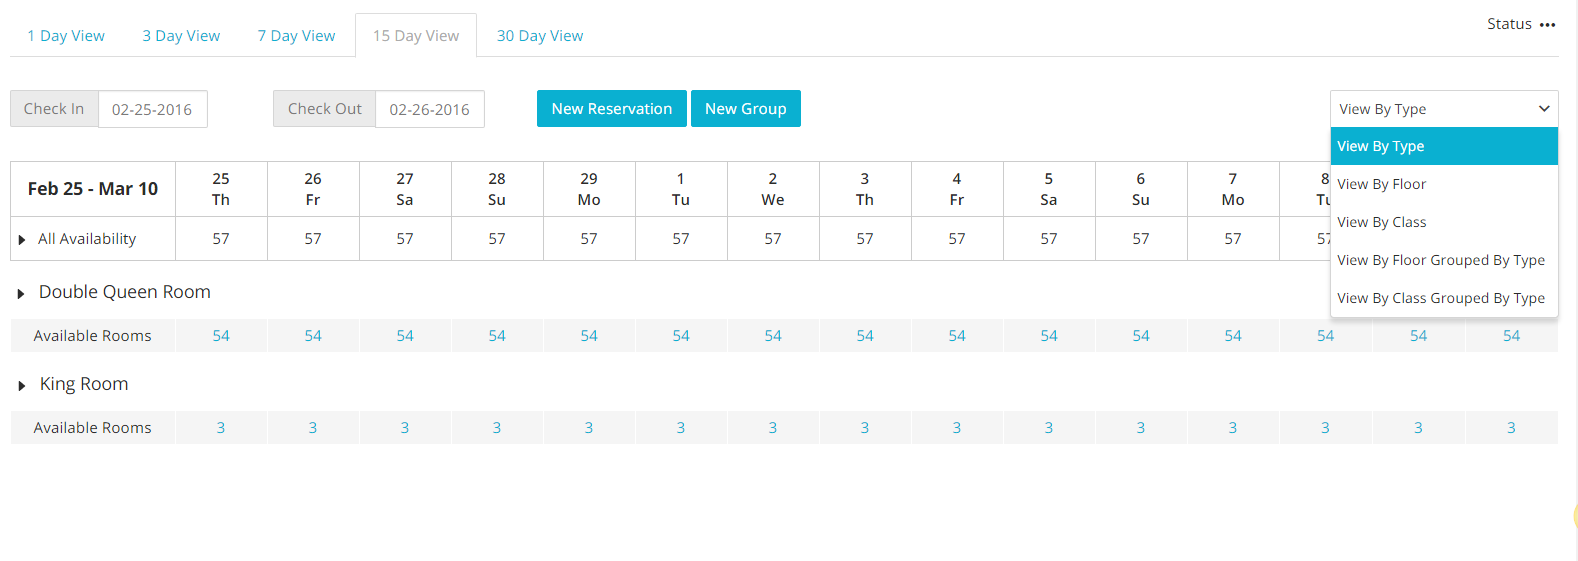 1 Day View 3 Day View 7 Day View 15 Day View 30 Day View Status •••
Check In 02-25-2016 Check Out 02-26-2016 New Reservation New Group View By Type
View By Type
View By Floor
View By Class
View By Floor Grouped By Type
View By Class Grouped By Type
Feb 25 - Mar 10 25 26 27 28 29 1 2 3 4 5 6 7 8
Th Fr Sa Su Mo Tu We Th Fr Sa Su Mo Tu
All Availability 57 57 57 57 57 57 57 57 57 57 57 57 57
Double Queen Room
Available Rooms 54 54 54 54 54 54 54 54 54 54 54 54 54 54 54
King Room
Available Rooms 3 3 3 3 3 3 3 3 3 3 3 3 3 3 3